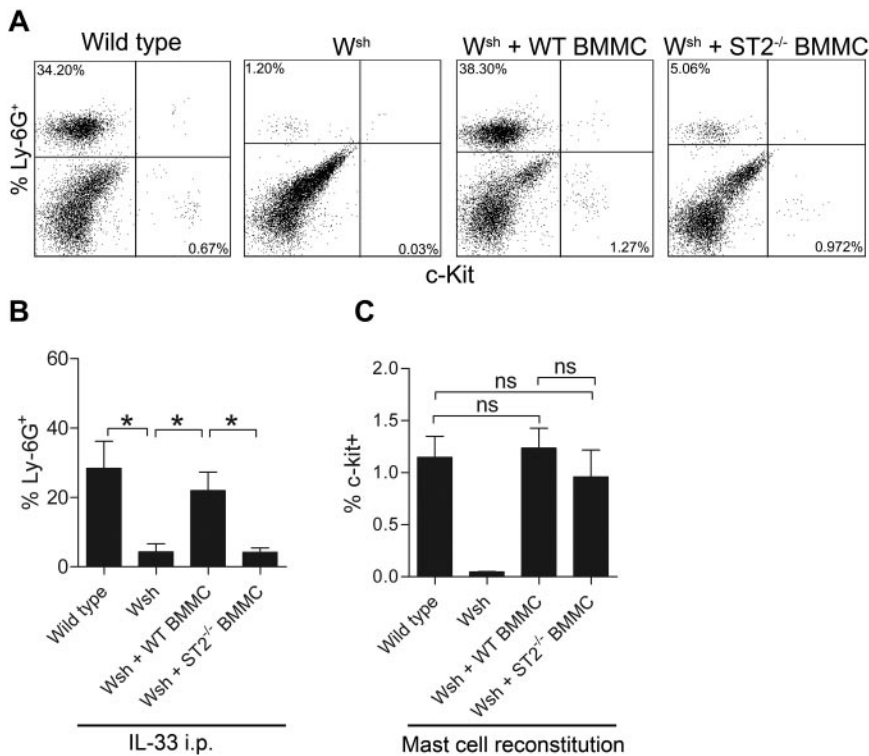 A
Wild type
Wsh
Wsh + WT BMMC
Wsh + ST2-/- BMMC
34.20%
1.20%
38.30%
5.06%
% Ly-6G+
0.67%
0.03%
1.27%
0.972%
c-Kit
B
% Ly-6G+
60
40
20
0
* * *
Wild type
Wsh
Wsh + WT BMMC
Wsh + ST2-/- BMMC
IL-33 i.p.
C
% c-kit+
2.0
1.5
1.0
0.5
0.0
ns
ns
ns
Wild type
Wsh
Wsh + WT BMMC
Wsh + ST2-/- BMMC
Mast cell reconstitution